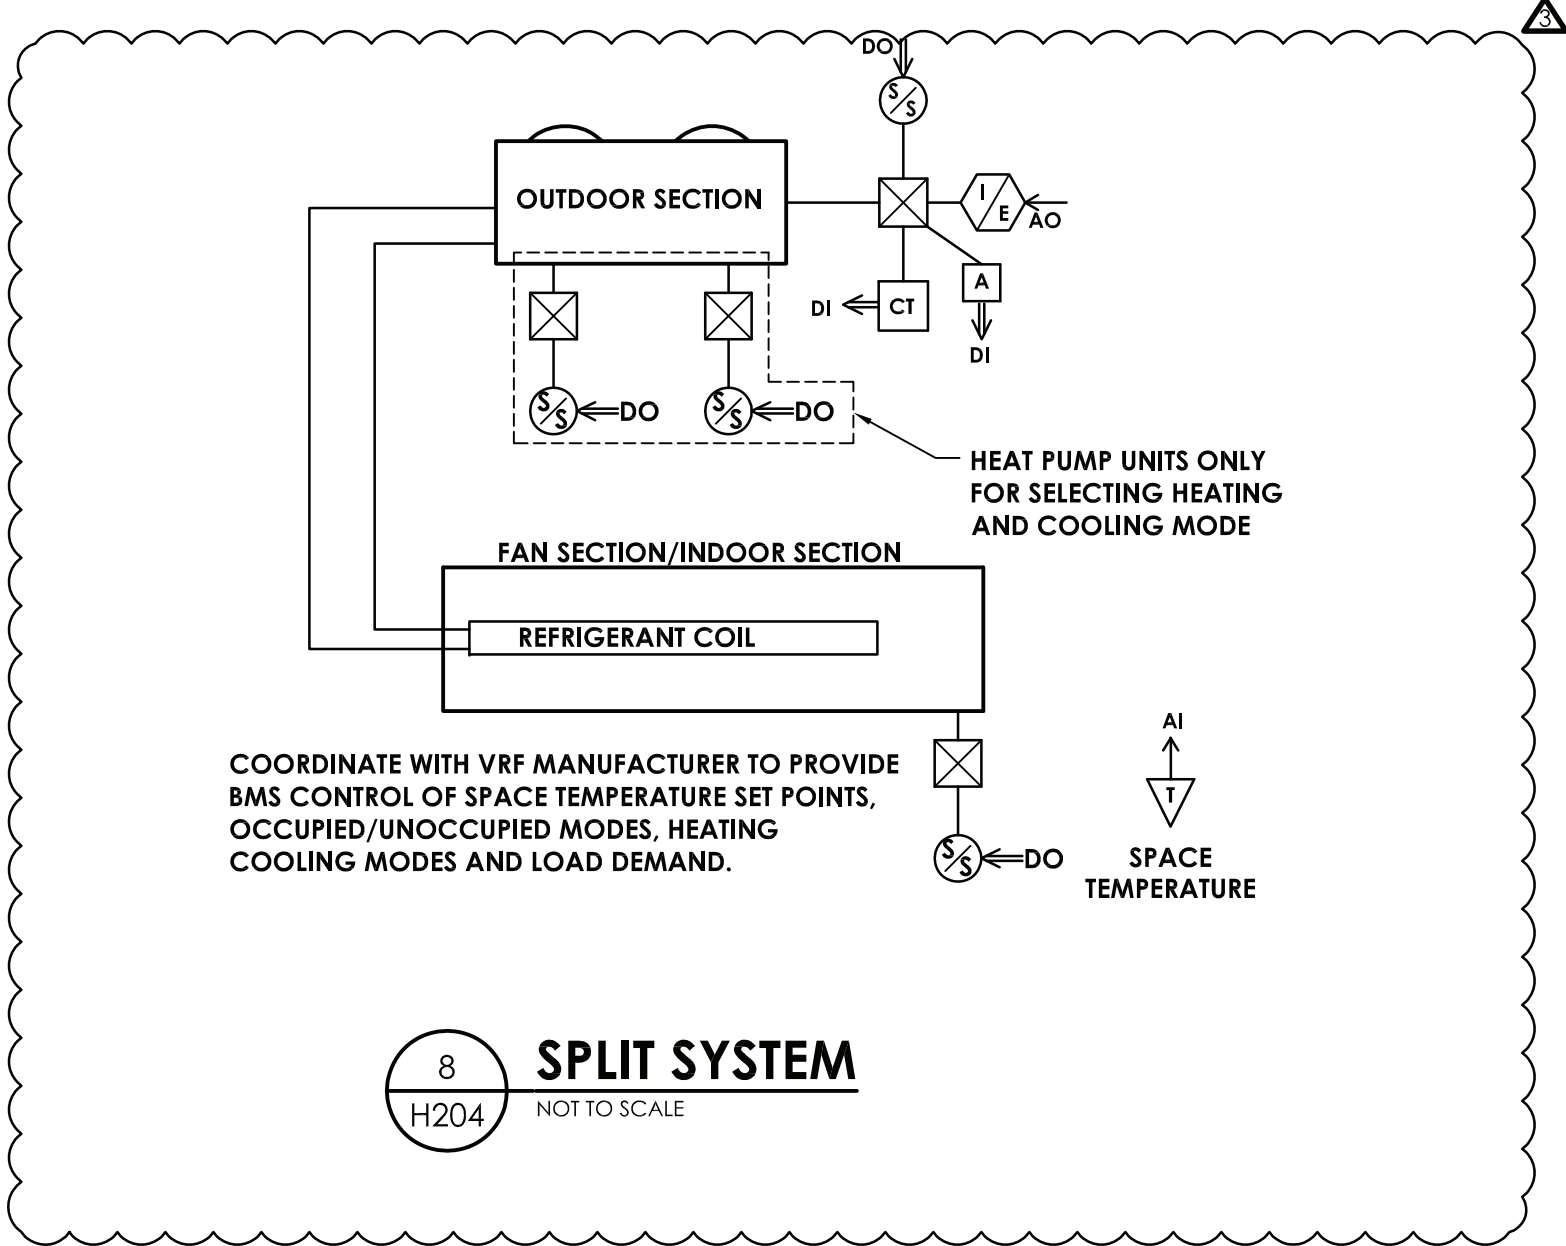 3
DO
S/S
OUTDOOR SECTION
I/E
AO
A
DI
CT
DI
S/S
DO
S/S
DO
HEAT PUMP UNITS ONLY
FOR SELECTING HEATING
AND COOLING MODE
FAN SECTION/INDOOR SECTION
REFRIGERANT COIL
AI
T
SPACE
TEMPERATURE
COORDINATE WITH VRF MANUFACTURER TO PROVIDE
BMS CONTROL OF SPACE TEMPERATURE SET POINTS,
OCCUPIED/UNOCCUPIED MODES, HEATING
COOLING MODES AND LOAD DEMAND.
S/S
DO
8
H204
SPLIT SYSTEM
NOT TO SCALE